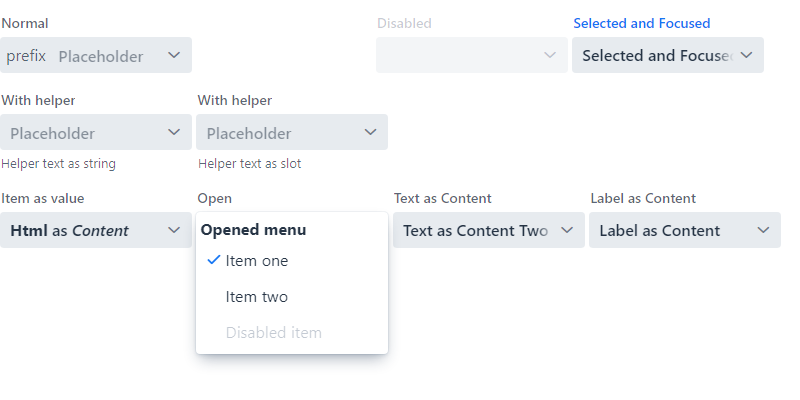 Normal
Disabled
Selected and Focused
prefix Placeholder
Selected and Focused
With helper
With helper
Placeholder
Placeholder
Helper text as string
Helper text as slot
Item as value
Open
Text as Content
Label as Content
Html as Content
Opened menu
Text as Content Two
Label as Content
Item one
Item two
Disabled item